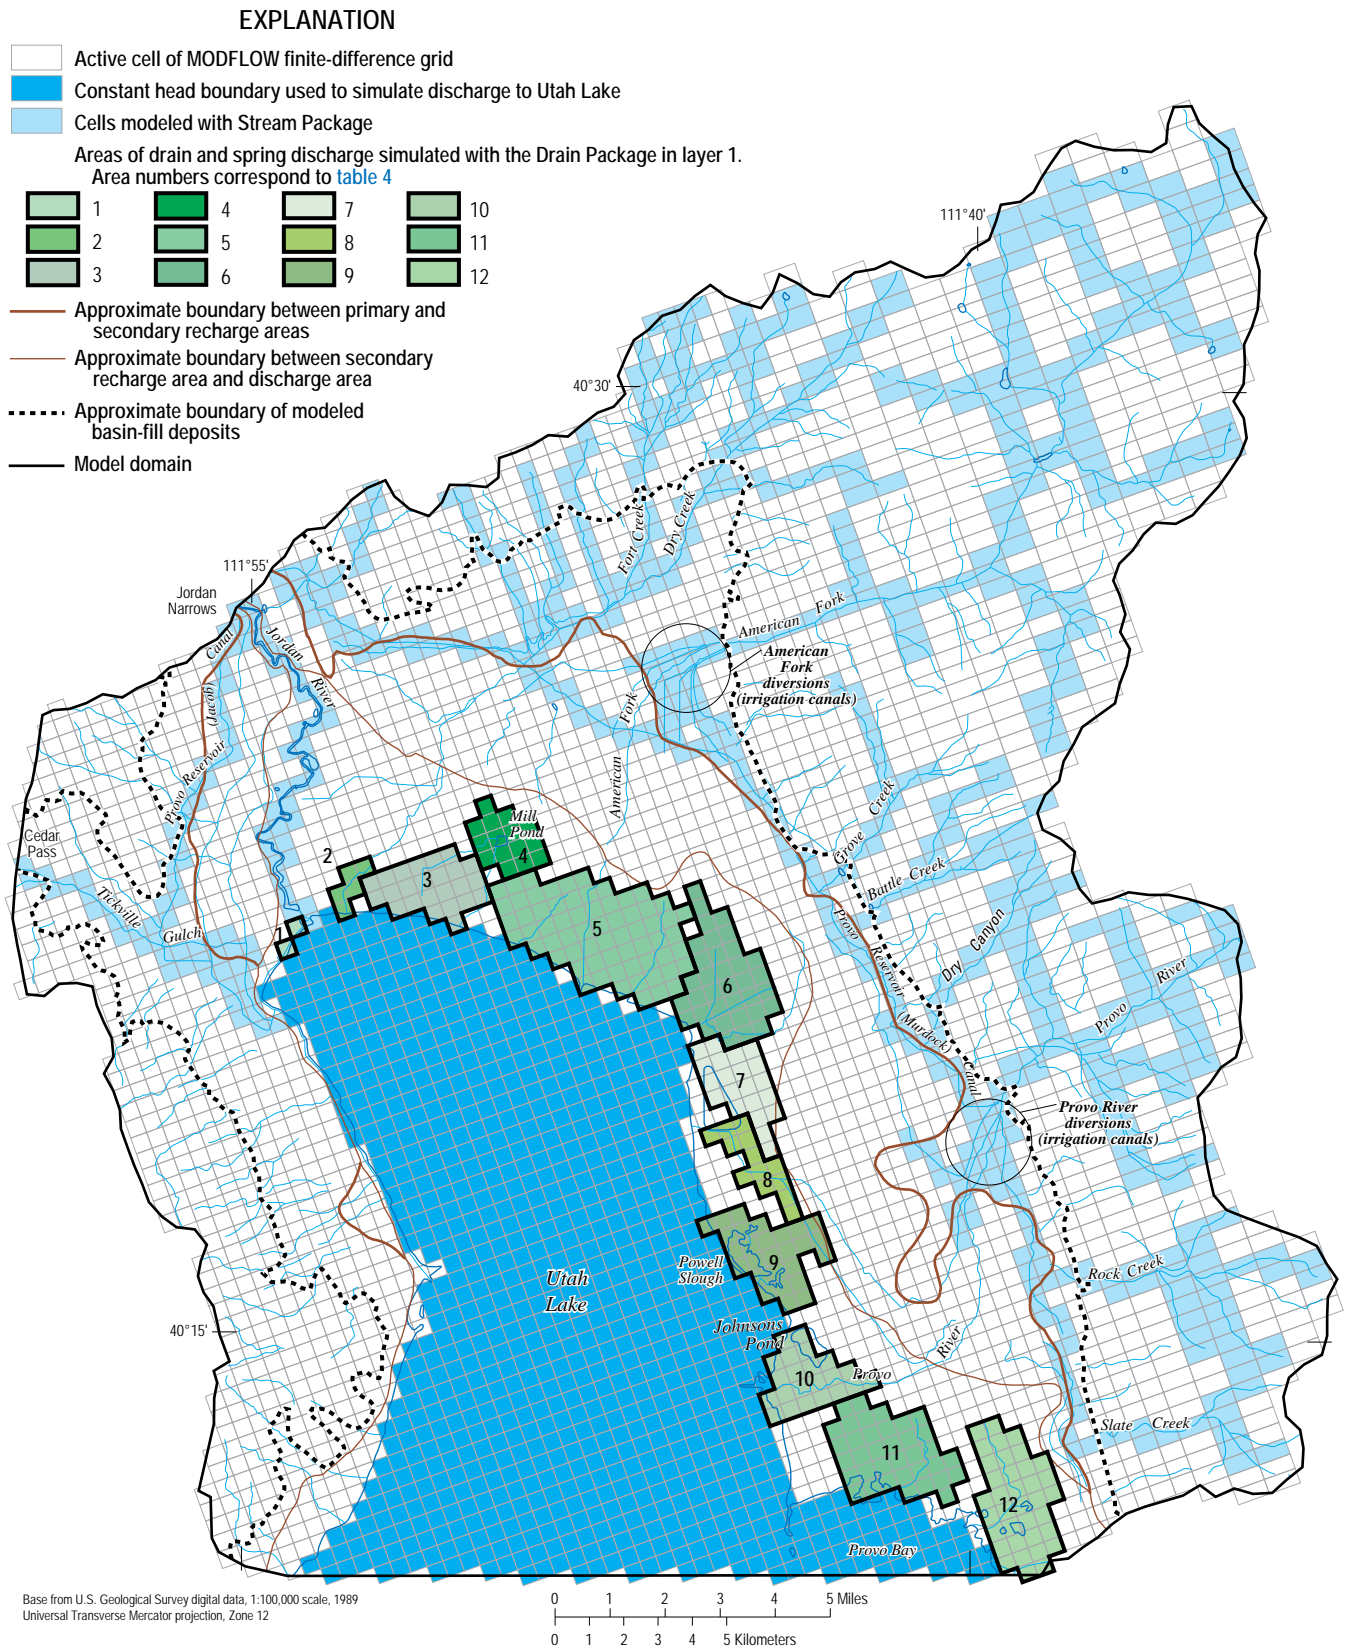 EXPLANATION
Active cell of MODFLOW finite-difference grid
Constant head boundary used to simulate discharge to Utah Lake
Cells modeled with Stream Package
Areas of drain and spring discharge simulated with the Drain Package in layer 1.
Area numbers correspond to table 4
1 4 7 10
2 5 8 11
3 6 9 12
Approximate boundary between primary and
secondary recharge areas
Approximate boundary between secondary
recharge area and discharge area
Approximate boundary of modeled
basin-fill deposits
Model domain
111°40'
40°30'
111°55'
Jordan
Narrows
Fort Creek
Dry Creek
American Fork
American
Fork
diversions
(irrigation canals)
Jordan River
Provo Reservoir (Jacob) Canal
American Fork
Cedar
Pass
Tickville
Gulch
Mill
Pond
Grove Creek
Battle Creek
Dry Canyon
Provo River
Provo Reservoir (Murdock) Canal
Provo River
diversions
(irrigation canals)
1
2
3
4
5
6
7
8
9
10
11
12
Powell
Slough
Utah
Lake
Johnsons
Pond
Provo River
Rock Creek
Slate Creek
40°15'
Provo Bay
Base from U.S. Geological Survey digital data, 1:100,000 scale, 1989
Universal Transverse Mercator projection, Zone 12
0 1 2 3 4 5 Miles
0 1 2 3 4 5 Kilometers